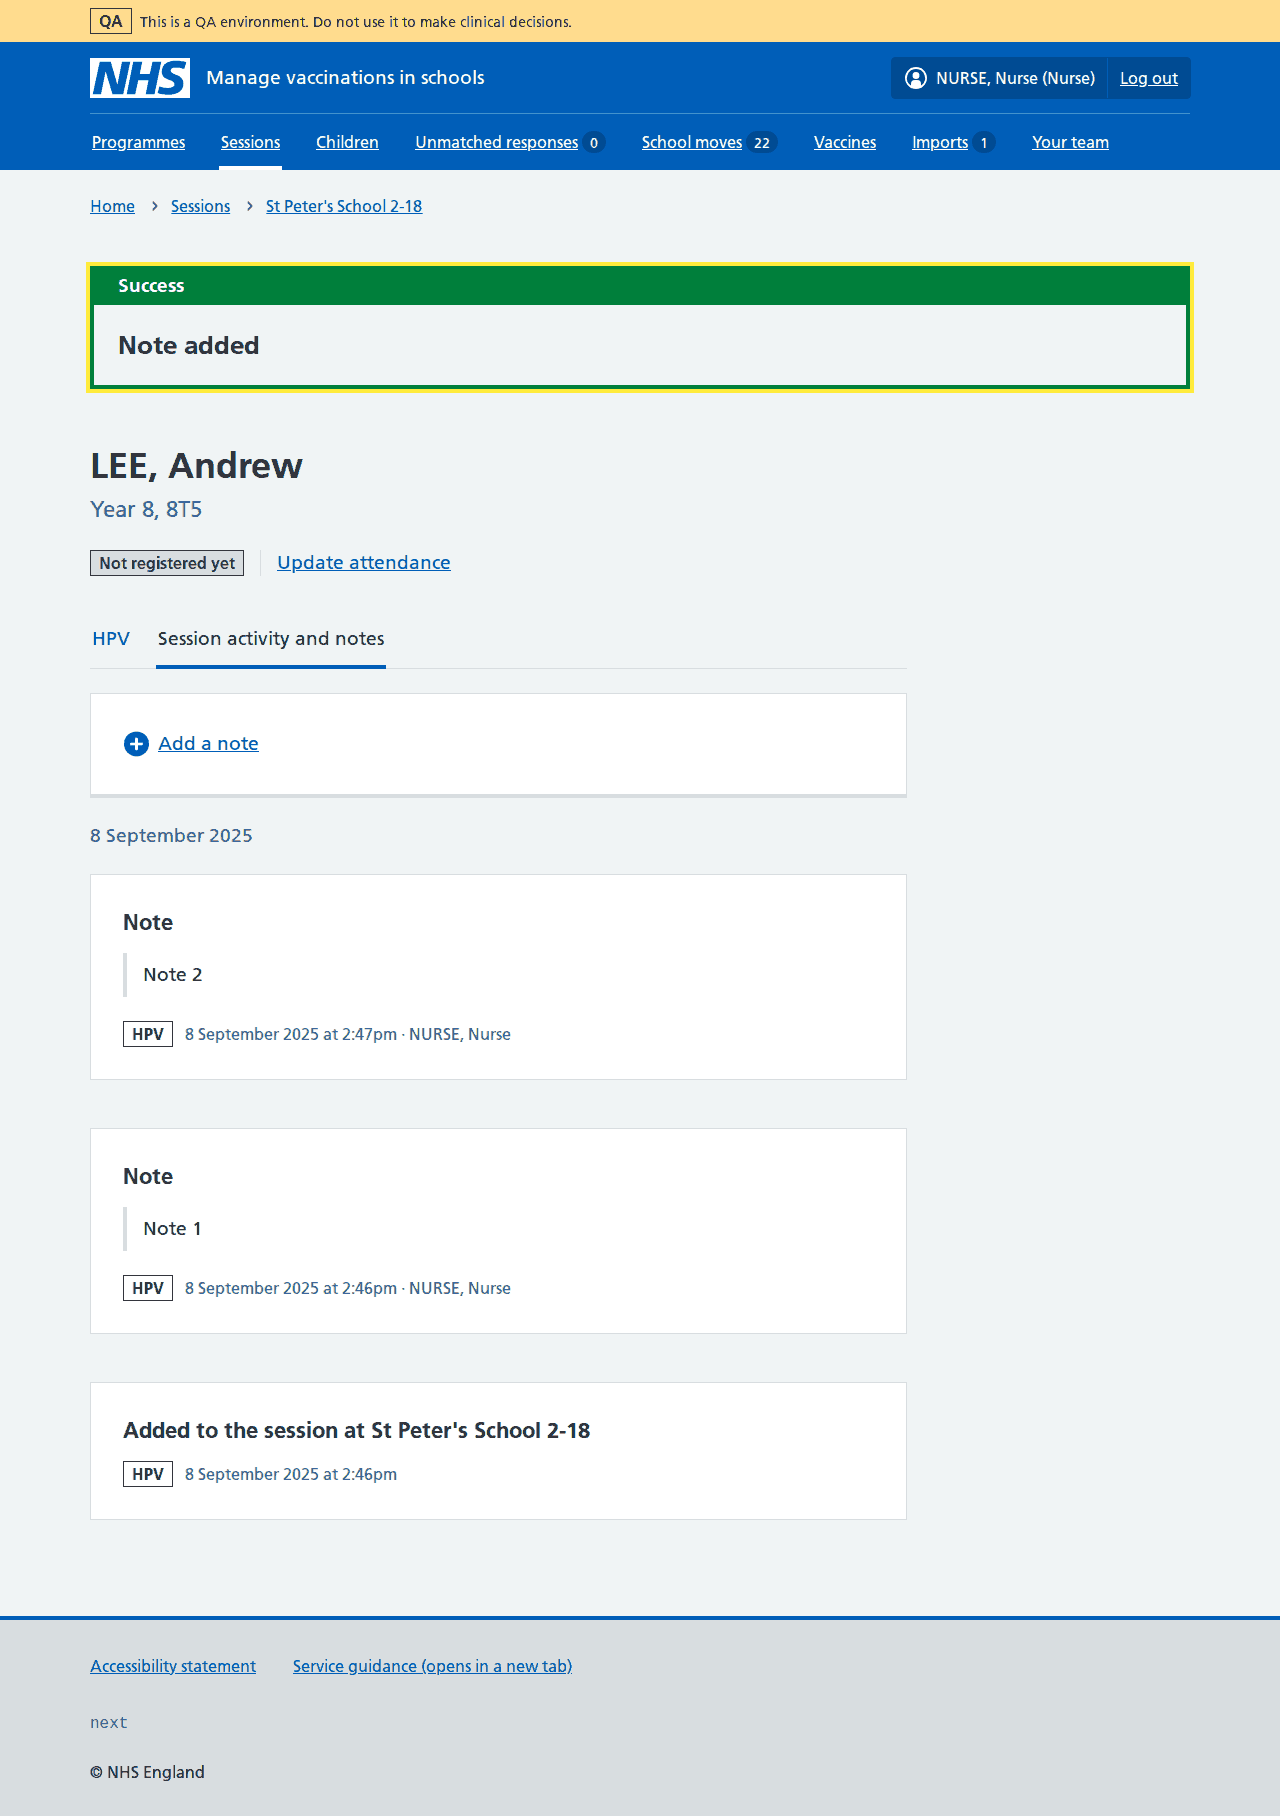 QA This is a QA environment. Do not use it to make clinical decisions.
NHS Manage vaccinations in schools NURSE, Nurse (Nurse) Log out
Programmes Sessions Children Unmatched responses 0 School moves 22 Vaccines Imports 1 Your team
Home Sessions St Peter's School 2-18
Success
Note added
LEE, Andrew
Year 8, 8T5
Not registered yet Update attendance
HPV Session activity and notes
Add a note
8 September 2025
Note
Note 2
HPV 8 September 2025 at 2:47pm · NURSE, Nurse
Note
Note 1
HPV 8 September 2025 at 2:46pm · NURSE, Nurse
Added to the session at St Peter's School 2-18
HPV 8 September 2025 at 2:46pm
Accessibility statement Service guidance (opens in a new tab)
next
© NHS England